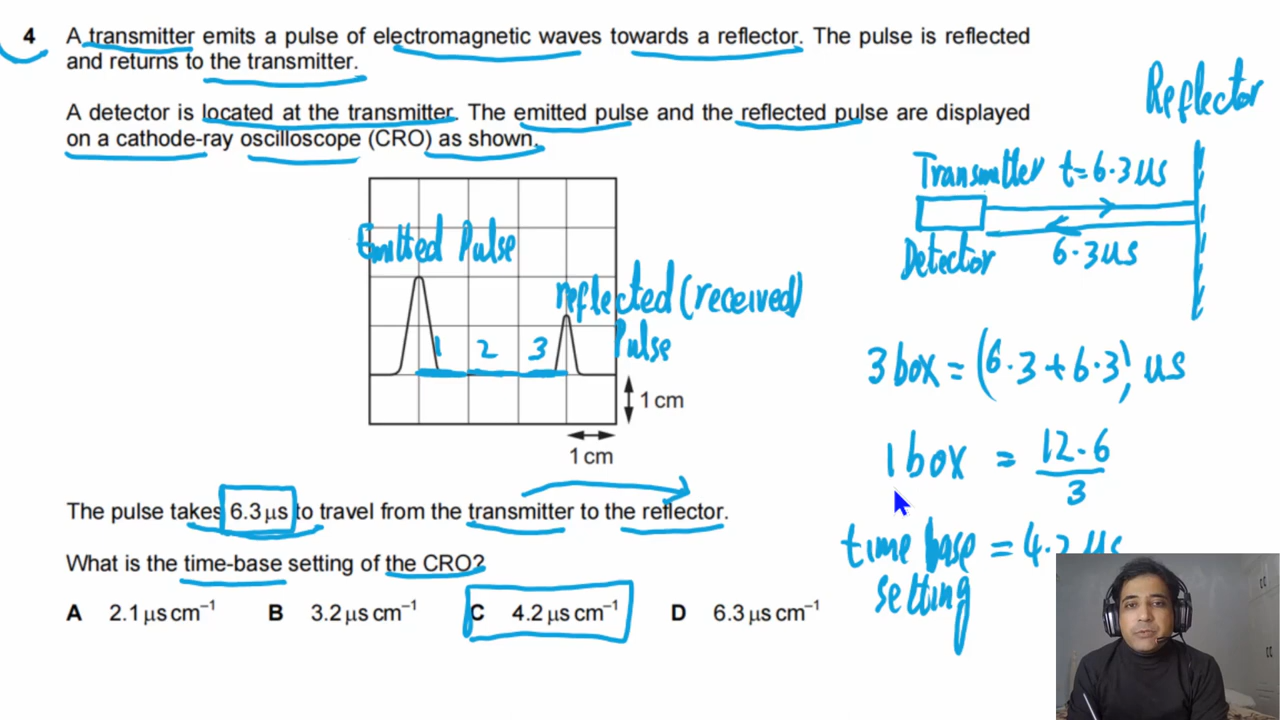 4 A transmitter emits a pulse of electromagnetic waves towards a reflector. The pulse is reflected
and returns to the transmitter.
A detector is located at the transmitter. The emitted pulse and the reflected pulse are displayed
on a cathode-ray oscilloscope (CRO) as shown.
Reflector
Transmitter t=6.3 μs
Detector 6.3 μs
Emitted Pulse
reflected (received)
Pulse
1 2 3
1 cm
1 cm
3 box = (6.3 + 6.3) μs
1 box = 12.6
3
time base = 4.2 μs
setting
The pulse takes 6.3 μs to travel from the transmitter to the reflector.
What is the time-base setting of the CRO?
A 2.1 μs cm⁻¹ B 3.2 μs cm⁻¹ C 4.2 μs cm⁻¹ D 6.3 μs cm⁻¹